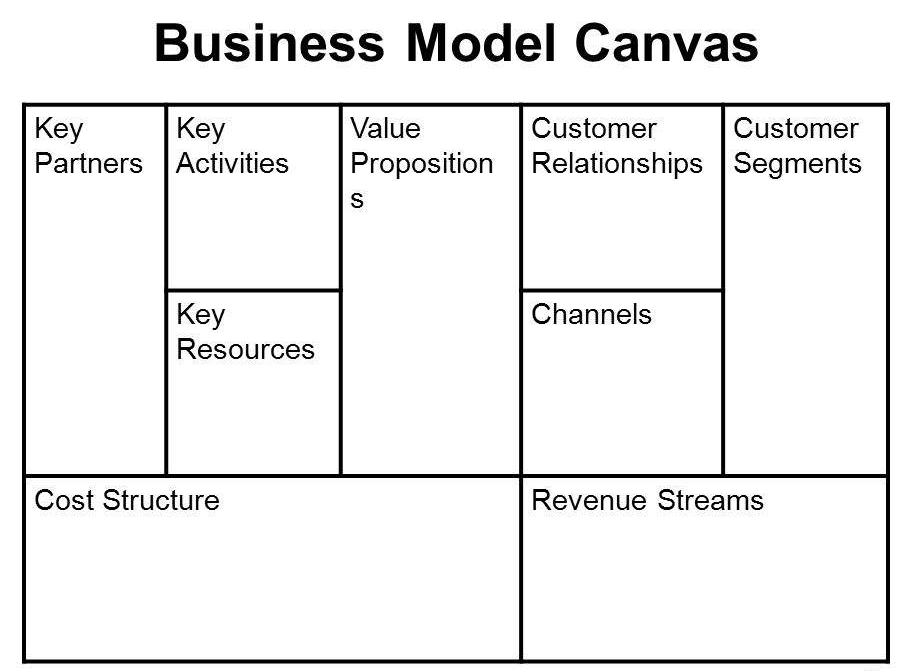 Business Model Canvas
Key
Partners
Key
Activities
Value
Proposition
s
Customer
Relationships
Customer
Segments
Key
Resources
Channels
Cost Structure
Revenue Streams